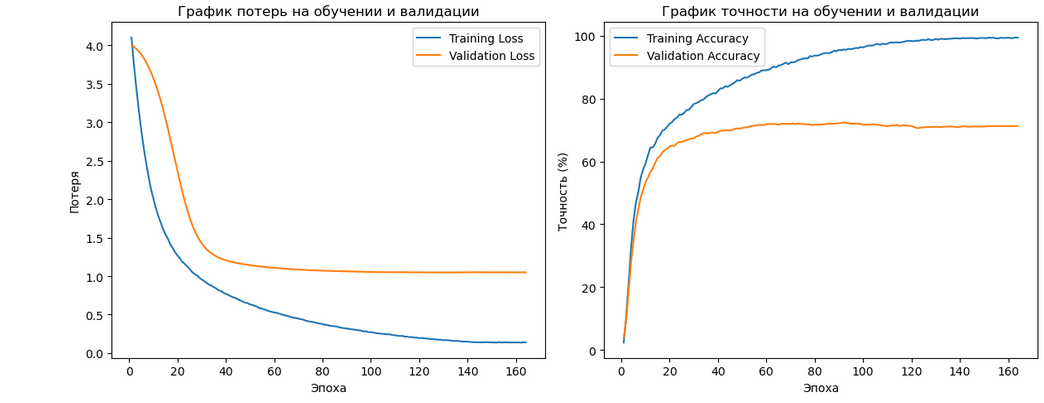 График потерь на обучении и валидации
Training Loss
Validation Loss
4.0
3.5
3.0
2.5
2.0
1.5
1.0
0.5
0.0
Потеря
0 20 40 60 80 100 120 140 160
Эпоха
График точности на обучении и валидации
Training Accuracy
Validation Accuracy
100
80
60
40
20
0
Точность (%)
0 20 40 60 80 100 120 140 160
Эпоха